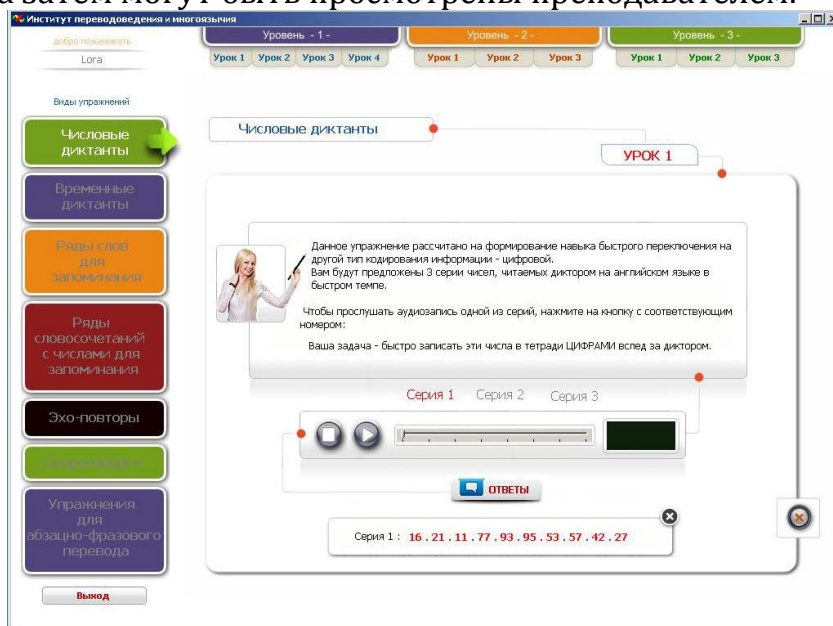 а затем могут быть просмотрены преподавателем.
Институт переводоведения и многоязычия
добро пожаловать
Lora
Уровень - 1 -
Уровень - 2 -
Уровень - 3 -
Урок 1 Урок 2 Урок 3 Урок 4
Урок 1 Урок 2 Урок 3
Урок 1 Урок 2 Урок 3
Виды упражнений
Числовые
диктанты
Временные
диктанты
Ряды слов
для
запоминания
Ряды
словосочетаний
с числами для
запоминания
Эхо-повторы
Упражнения
для
абзацно-фразового
перевода
Выход
Числовые диктанты
УРОК 1
Данное упражнение рассчитано на формирование навыка быстрого переключения на
другой тип кодирования информации - цифровой.
Вам будут предложены 3 серии чисел, читаемых диктором на английском языке в
быстром темпе.
Чтобы прослушать аудиозапись одной из серий, нажмите на кнопку с соответствующим
номером:
Ваша задача - быстро записать эти числа в тетради ЦИФРАМИ вслед за диктором.
Серия 1 Серия 2 Серия 3
ОТВЕТЫ
Серия 1 : 16 . 21 . 11 . 77 . 93 . 95 . 53 . 57 . 42 . 27